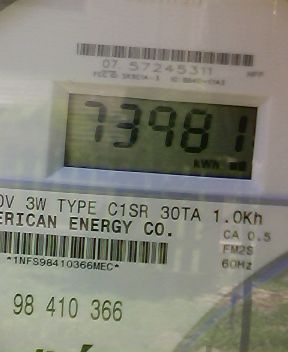 07 57245311
73981
kWh
0V 3W TYPE C1SR 30TA 1.0Kh
ERICAN ENERGY CO.
CA 0.5
FM2S
60Hz
*1NFS98410366MEC*
98 410 366